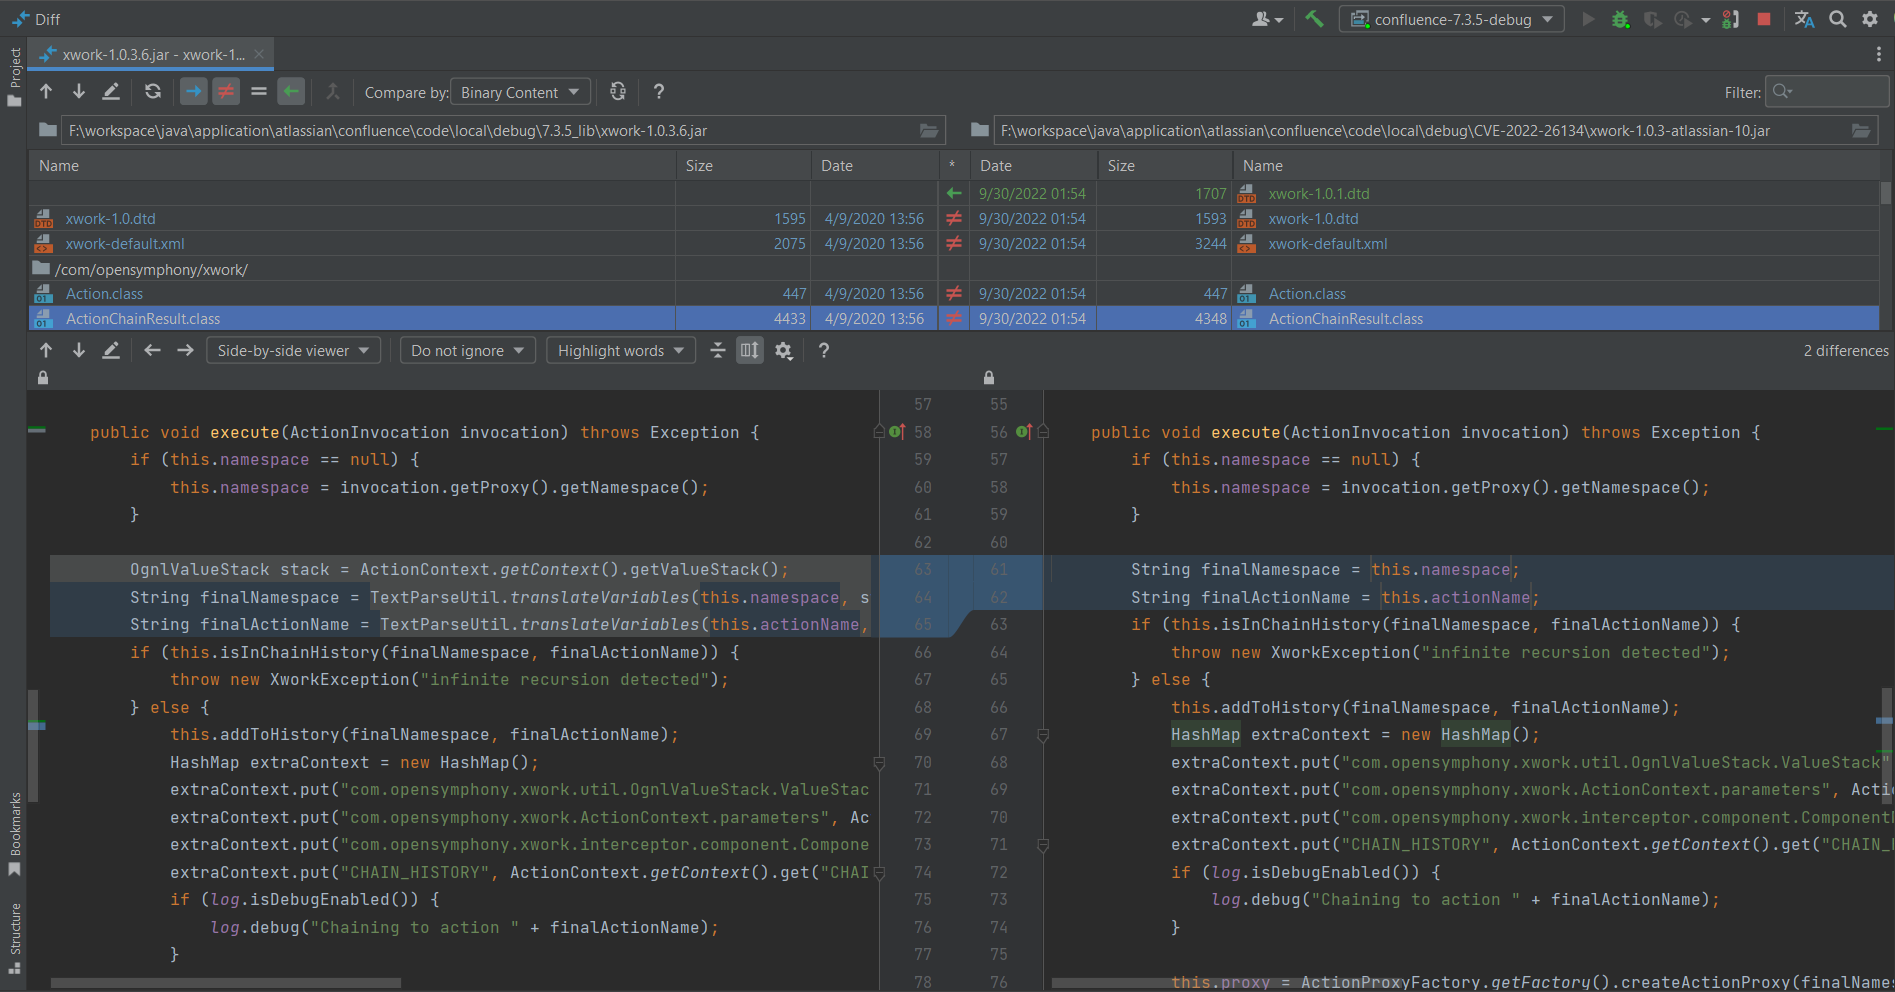 Diff
confluence-7.3.5-debug
xwork-1.0.3.6.jar - xwork-1...
Project
Compare by: Binary Content
?
Filter:
F:\workspace\java\application\atlassian\confluence\code\local\debug\7.3.5_lib\xwork-1.0.3.6.jar
F:\workspace\java\application\atlassian\confluence\code\local\debug\CVE-2022-26134\xwork-1.0.3-atlassian-10.jar
Name Size Date * Date Size Name
9/30/2022 01:54 1707 xwork-1.0.1.dtd
xwork-1.0.dtd 1595 4/9/2020 13:56 9/30/2022 01:54 1593 xwork-1.0.dtd
xwork-default.xml 2075 4/9/2020 13:56 9/30/2022 01:54 3244 xwork-default.xml
/com/opensymphony/xwork/
Action.class 447 4/9/2020 13:56 9/30/2022 01:54 447 Action.class
ActionChainResult.class 4433 4/9/2020 13:56 9/30/2022 01:54 4348 ActionChainResult.class
Side-by-side viewer Do not ignore Highlight words ? 2 differences
57 55
public void execute(ActionInvocation invocation) throws Exception { 58 56 public void execute(ActionInvocation invocation) throws Exception {
if (this.namespace == null) { 59 57 if (this.namespace == null) {
this.namespace = invocation.getProxy().getNamespace(); 60 58 this.namespace = invocation.getProxy().getNamespace();
} 61 59 }
62 60
OgnlValueStack stack = ActionContext.getContext().getValueStack(); 63 61 String finalNamespace = this.namespace;
String finalNamespace = TextParseUtil.translateVariables(this.namespace, s 64 62 String finalActionName = this.actionName;
String finalActionName = TextParseUtil.translateVariables(this.actionName, 65 63 if (this.isInChainHistory(finalNamespace, finalActionName)) {
if (this.isInChainHistory(finalNamespace, finalActionName)) { 66 64 throw new XworkException("infinite recursion detected");
throw new XworkException("infinite recursion detected"); 67 65 } else {
} else { 68 66 this.addToHistory(finalNamespace, finalActionName);
this.addToHistory(finalNamespace, finalActionName); 69 67 HashMap extraContext = new HashMap();
HashMap extraContext = new HashMap(); 70 68 extraContext.put("com.opensymphony.xwork.util.OgnlValueStack.ValueStack"
extraContext.put("com.opensymphony.xwork.util.OgnlValueStack.ValueStac 71 69 extraContext.put("com.opensymphony.xwork.ActionContext.parameters", Acti
extraContext.put("com.opensymphony.xwork.ActionContext.parameters", Ac 72 70 extraContext.put("com.opensymphony.xwork.interceptor.component.Component
extraContext.put("com.opensymphony.xwork.interceptor.component.Compone 73 71 extraContext.put("CHAIN_HISTORY", ActionContext.getContext().get("CHAIN_
extraContext.put("CHAIN_HISTORY", ActionContext.getContext().get("CHAI 74 72 if (log.isDebugEnabled()) {
if (log.isDebugEnabled()) { 75 73 log.debug("Chaining to action " + finalActionName);
log.debug("Chaining to action " + finalActionName); 76 74 }
} 77 75
78 76 this.proxy = ActionProxyFactory.getFactory().createActionProxy(finalNames
Bookmarks
Structure